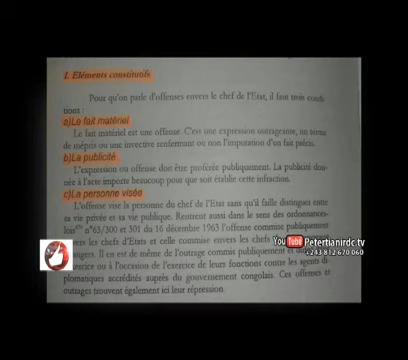 I. Eléments constitutifs
Pour qu'on parle d'offenses envers le chef de l'Etat, il faut trois condi-
tions :
a) Le fait matériel
Le fait matériel est une offense. C'est une expression outrageante, un terme
de mépris ou une invective renfermant ou non l'imputation d'un fait précis.
b) La publicité
L'expression ou offense doit être proférée publiquement. La publicité don-
née à l'acte importe beaucoup pour que soit établie cette infraction.
c) La personne visée
L'offense vise la personne du chef de l'Etat sans qu'il faille distinguer entre
sa vie privée et sa vie publique. Rentrent aussi dans le sens des ordonnances-
lois n°63/300 et 301 du 16 décembre 1963 l'offense commise publiquement
envers les chefs d'Etats et celle commise envers les chefs
étrangers. Il en est de même de l'outrage commis publiquement et dans
exercice ou à l'occasion de l'exercice de leurs fonctions contre les agents di-
plomatiques accrédités auprès du gouvernement congolais. Ces offenses et
outrages trouvent également ici leur répression.
YouTube Petertianirdc.tv
+243 812 670 060